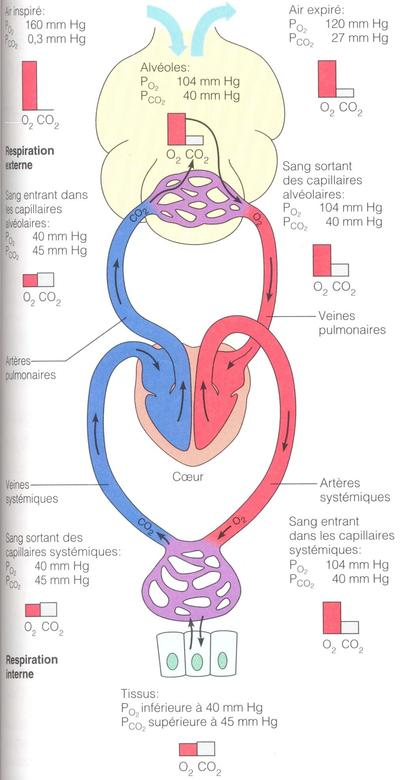 Air inspiré:
PO2 160 mm Hg
PCO2 0,3 mm Hg
O2 CO2
Air expiré:
PO2 120 mm Hg
PCO2 27 mm Hg
O2 CO2
Alvéoles:
PO2 104 mm Hg
PCO2 40 mm Hg
O2 CO2
Respiration
externe
Sang entrant dans
les capillaires
alvéolaires:
PO2 40 mm Hg
PCO2 45 mm Hg
O2 CO2
Sang sortant
des capillaires
alvéolaires:
PO2 104 mm Hg
PCO2 40 mm Hg
O2 CO2
CO2
O2
Veines
pulmonaires
Artères
pulmonaires
Cœur
Veines
systémiques
Artères
systémiques
CO2
O2
Sang sortant des
capillaires systémiques:
PO2 40 mm Hg
PCO2 45 mm Hg
O2 CO2
Sang entrant
dans les capillaires
systémiques:
PO2 104 mm Hg
PCO2 40 mm Hg
O2 CO2
Respiration
interne
Tissus:
PO2 inférieure à 40 mm Hg
PCO2 supérieure à 45 mm Hg
O2 CO2